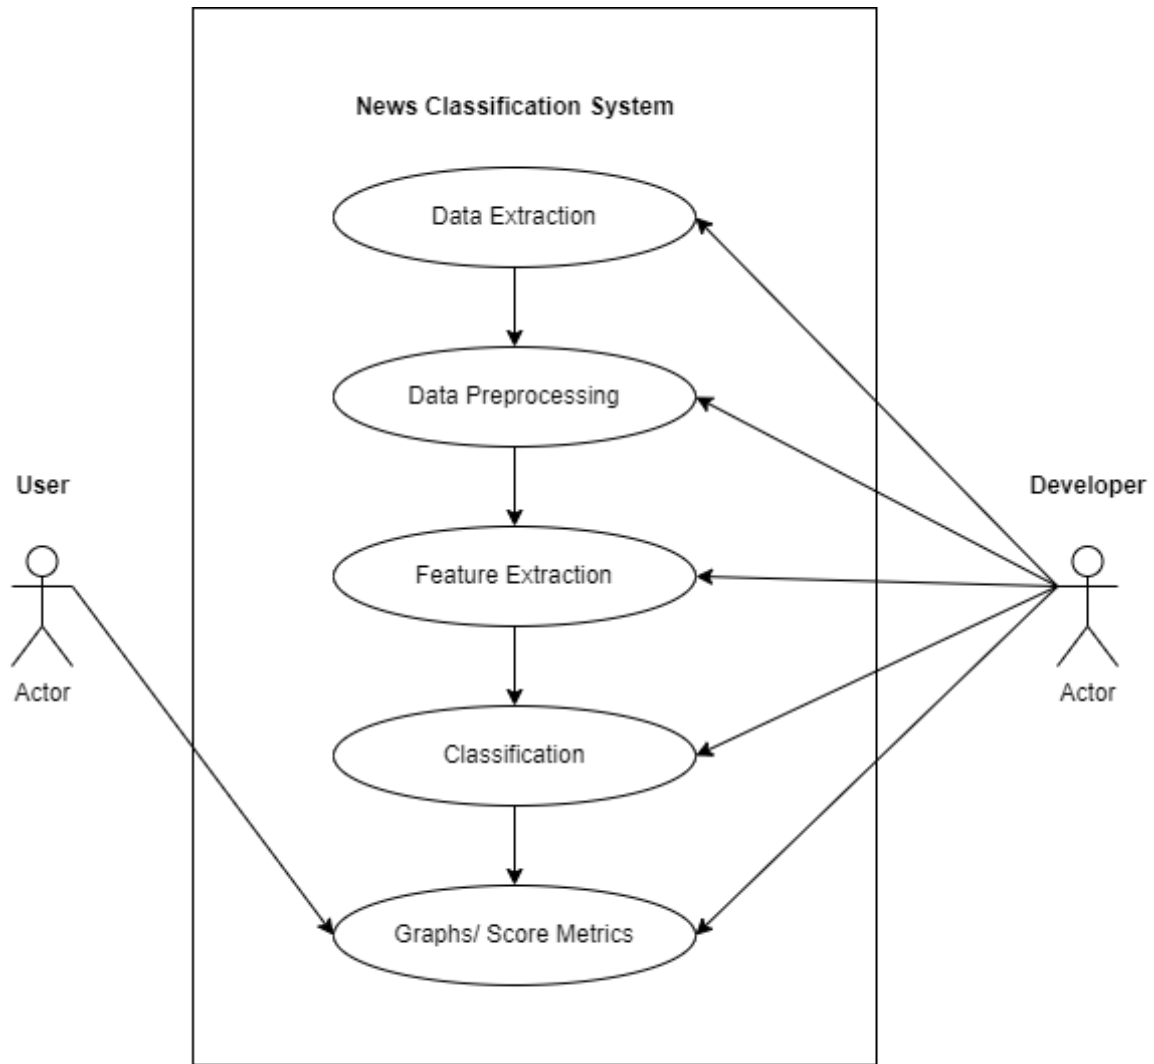 News Classification System
Data Extraction
Data Preprocessing
User
Developer
Feature Extraction
Actor
Actor
Classification
Graphs/ Score Metrics